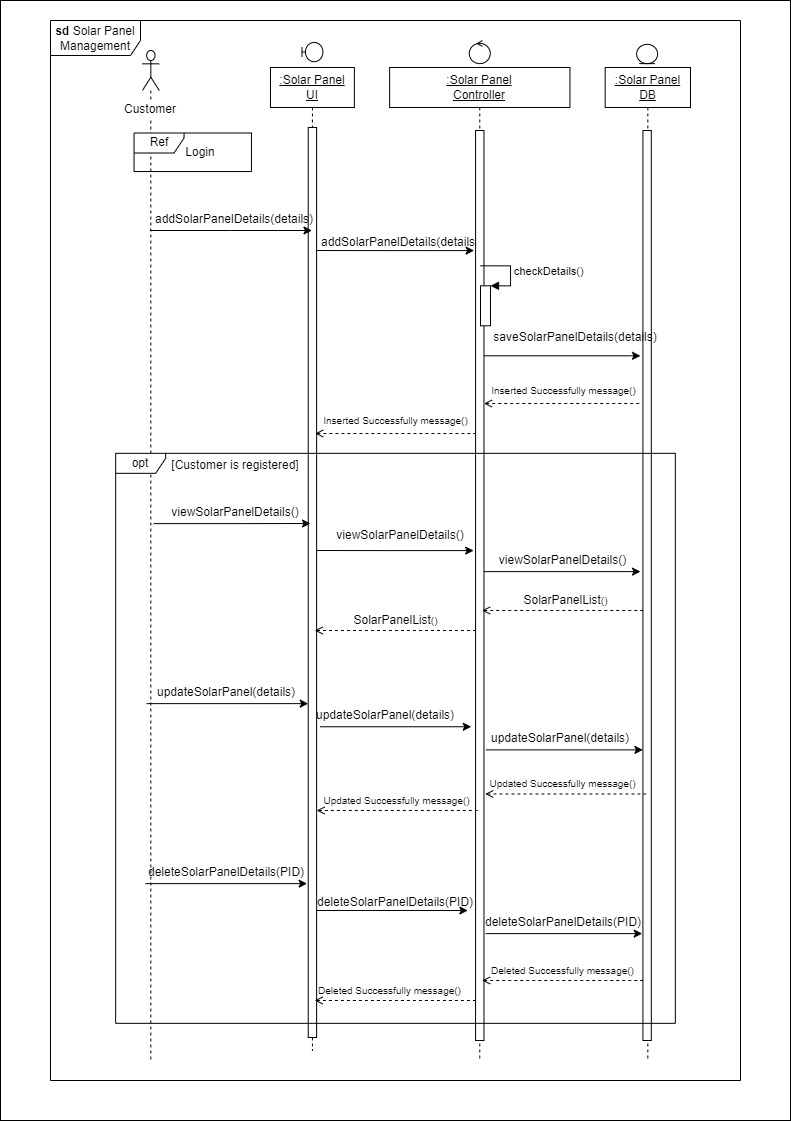 sd Solar Panel
Management
:Solar Panel
UI
:Solar Panel
Controller
:Solar Panel
DB
Customer
Ref
Login
addSolarPanelDetails(details)
addSolarPanelDetails(details
checkDetails()
saveSolarPanelDetails(details)
Inserted Successfully message()
Inserted Successfully message()
opt
[Customer is registered]
viewSolarPanelDetails()
viewSolarPanelDetails()
viewSolarPanelDetails()
SolarPanelList()
SolarPanelList()
updateSolarPanel(details)
updateSolarPanel(details)
updateSolarPanel(details)
Updated Successfully message()
Updated Successfully message()
deleteSolarPanelDetails(PID)
deleteSolarPanelDetails(PID)
deleteSolarPanelDetails(PID)
Deleted Successfully message()
Deleted Successfully message()